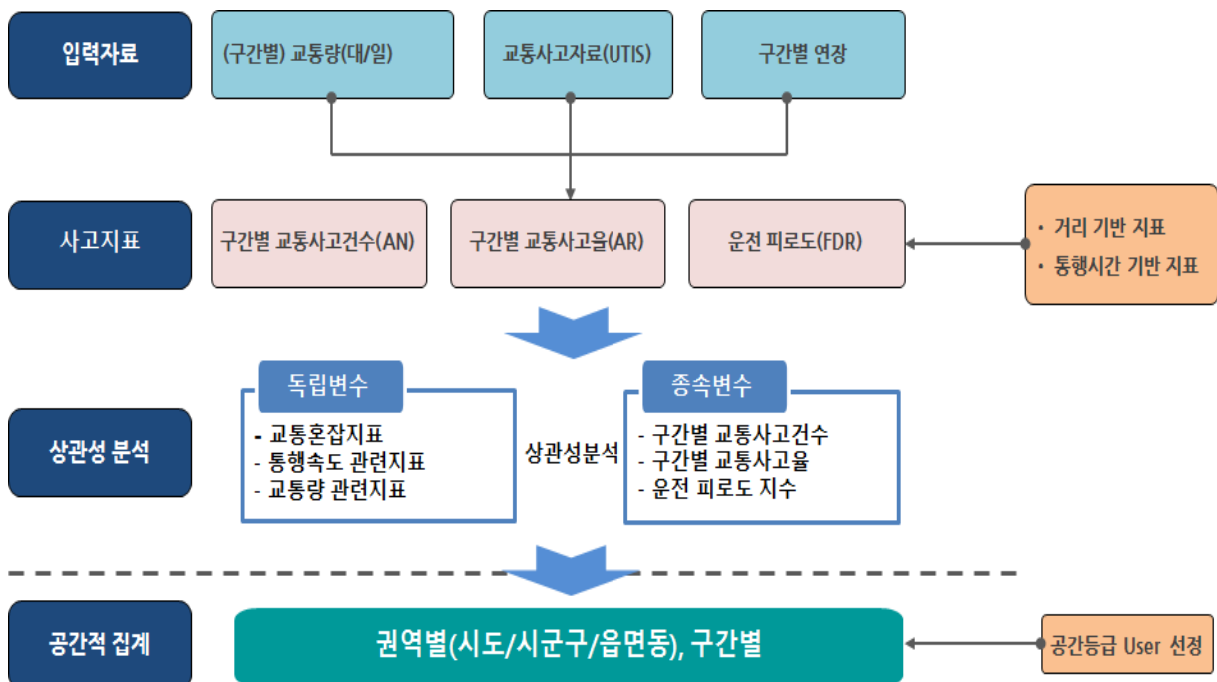 입력자료
(구간별) 교통량(대/일)
교통사고자료(UTIS)
구간별 연장
사고지표
구간별 교통사고건수(AN)
구간별 교통사고율(AR)
운전 피로도(FDR)
• 거리 기반 지표
• 통행시간 기반 지표
상관성 분석
독립변수
- 교통혼잡지표
- 통행속도 관련지표
- 교통량 관련지표
상관성분석
종속변수
- 구간별 교통사고건수
- 구간별 교통사고율
- 운전 피로도 지수
공간적 집계
권역별(시도/시군구/읍면동), 구간별
공간등급 User 선정